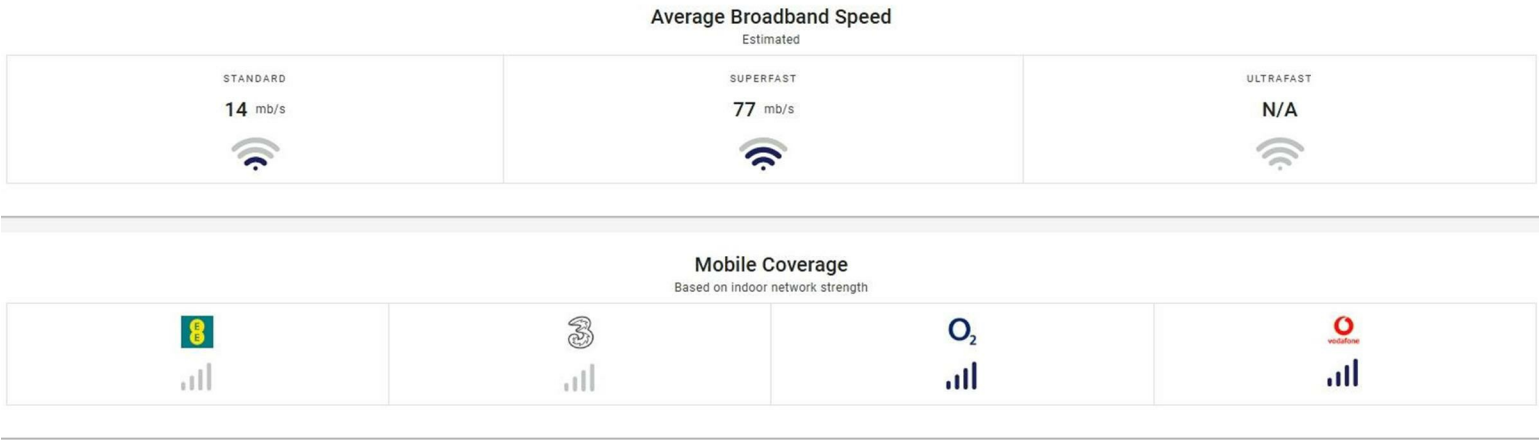 Average Broadband Speed
Estimated
STANDARD
SUPERFAST
ULTRAFAST
14 mb/s
77 mb/s
N/A
Mobile Coverage
Based on indoor network strength
EE
3
O2
vodafone